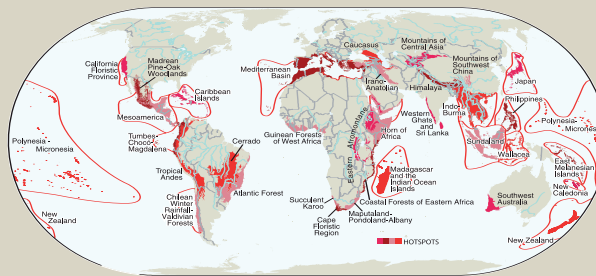 California
Floristic
Province
Madrean
Pine-Oak
Woodlands
Mesoamerica
Caribbean
Islands
Tumbes-
Chocó-
Magdalena
Polynesia
-
Micronesia
New
Zealand
Tropical
Andes
Cerrado
Atlantic Forest
Chilean
Winter
Rainfall-
Valdivian
Forests
Mediterranean
Basin
Caucasus
Irano-
Anatolian
Mountains of
Central Asia
Mountains of
Southwest
China
Himalaya
Japan
Philippines
Indo-
Burma
Western
Ghats
and
Sri Lanka
Horn of
Africa
Guinean Forests
of West Africa
Eastern Afromontane
Madagascar
and the
Indian Ocean
Islands
Coastal Forests of Eastern Africa
Maputaland-
Pondoland-Albany
Succulent
Karoo
Cape
Floristic
Region
Sundaland
Wallacea
Polynesia-
Micrones
East
Melanesian
Islands
New
Caledonia
Southwest
Australia
New Zealand
HOTSPOTS